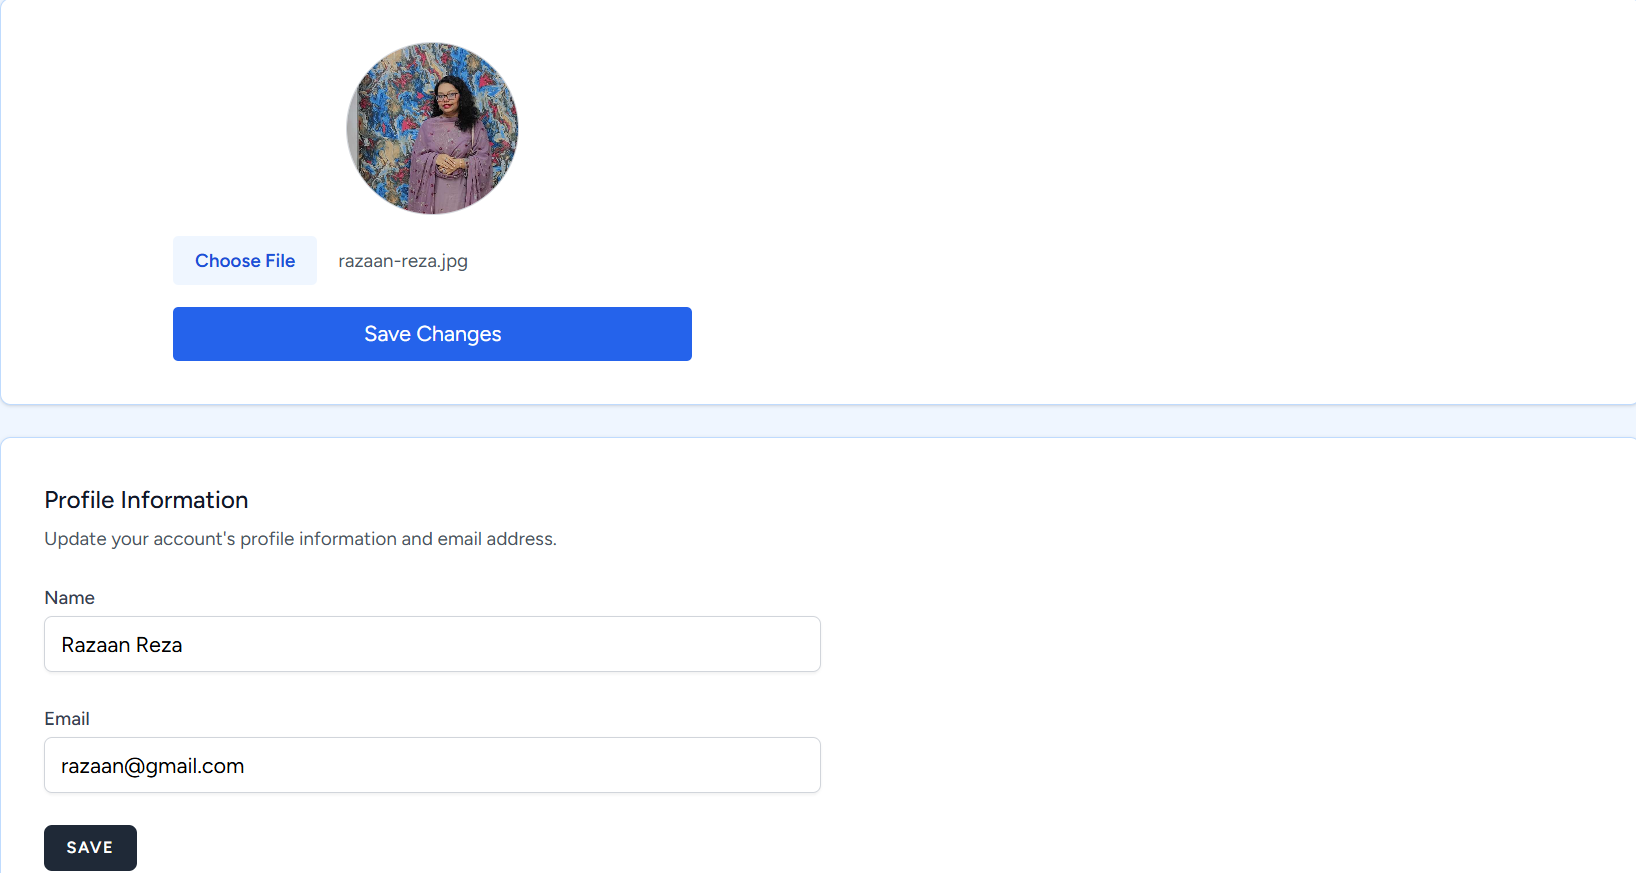 Choose File razaan-reza.jpg
Save Changes
Profile Information
Update your account's profile information and email address.
Name
Razaan Reza
Email
razaan@gmail.com
SAVE